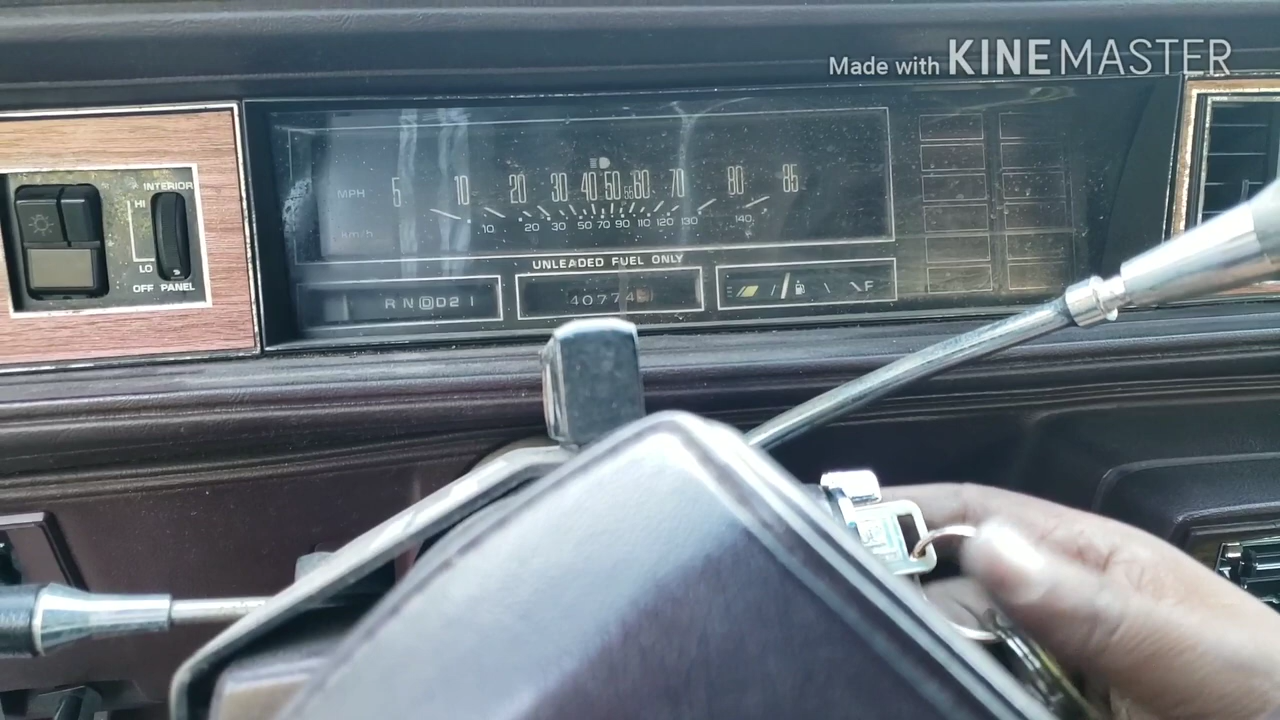 Made with KINEMASTER
INTERIOR
HI
LO
OFF PANEL
MPH 5 10 20 30 40 50 55 60 70 80 85
km/h 10 20 30 50 70 90 110 120 130 140
UNLEADED FUEL ONLY
R N D D 2 1
40774
E F